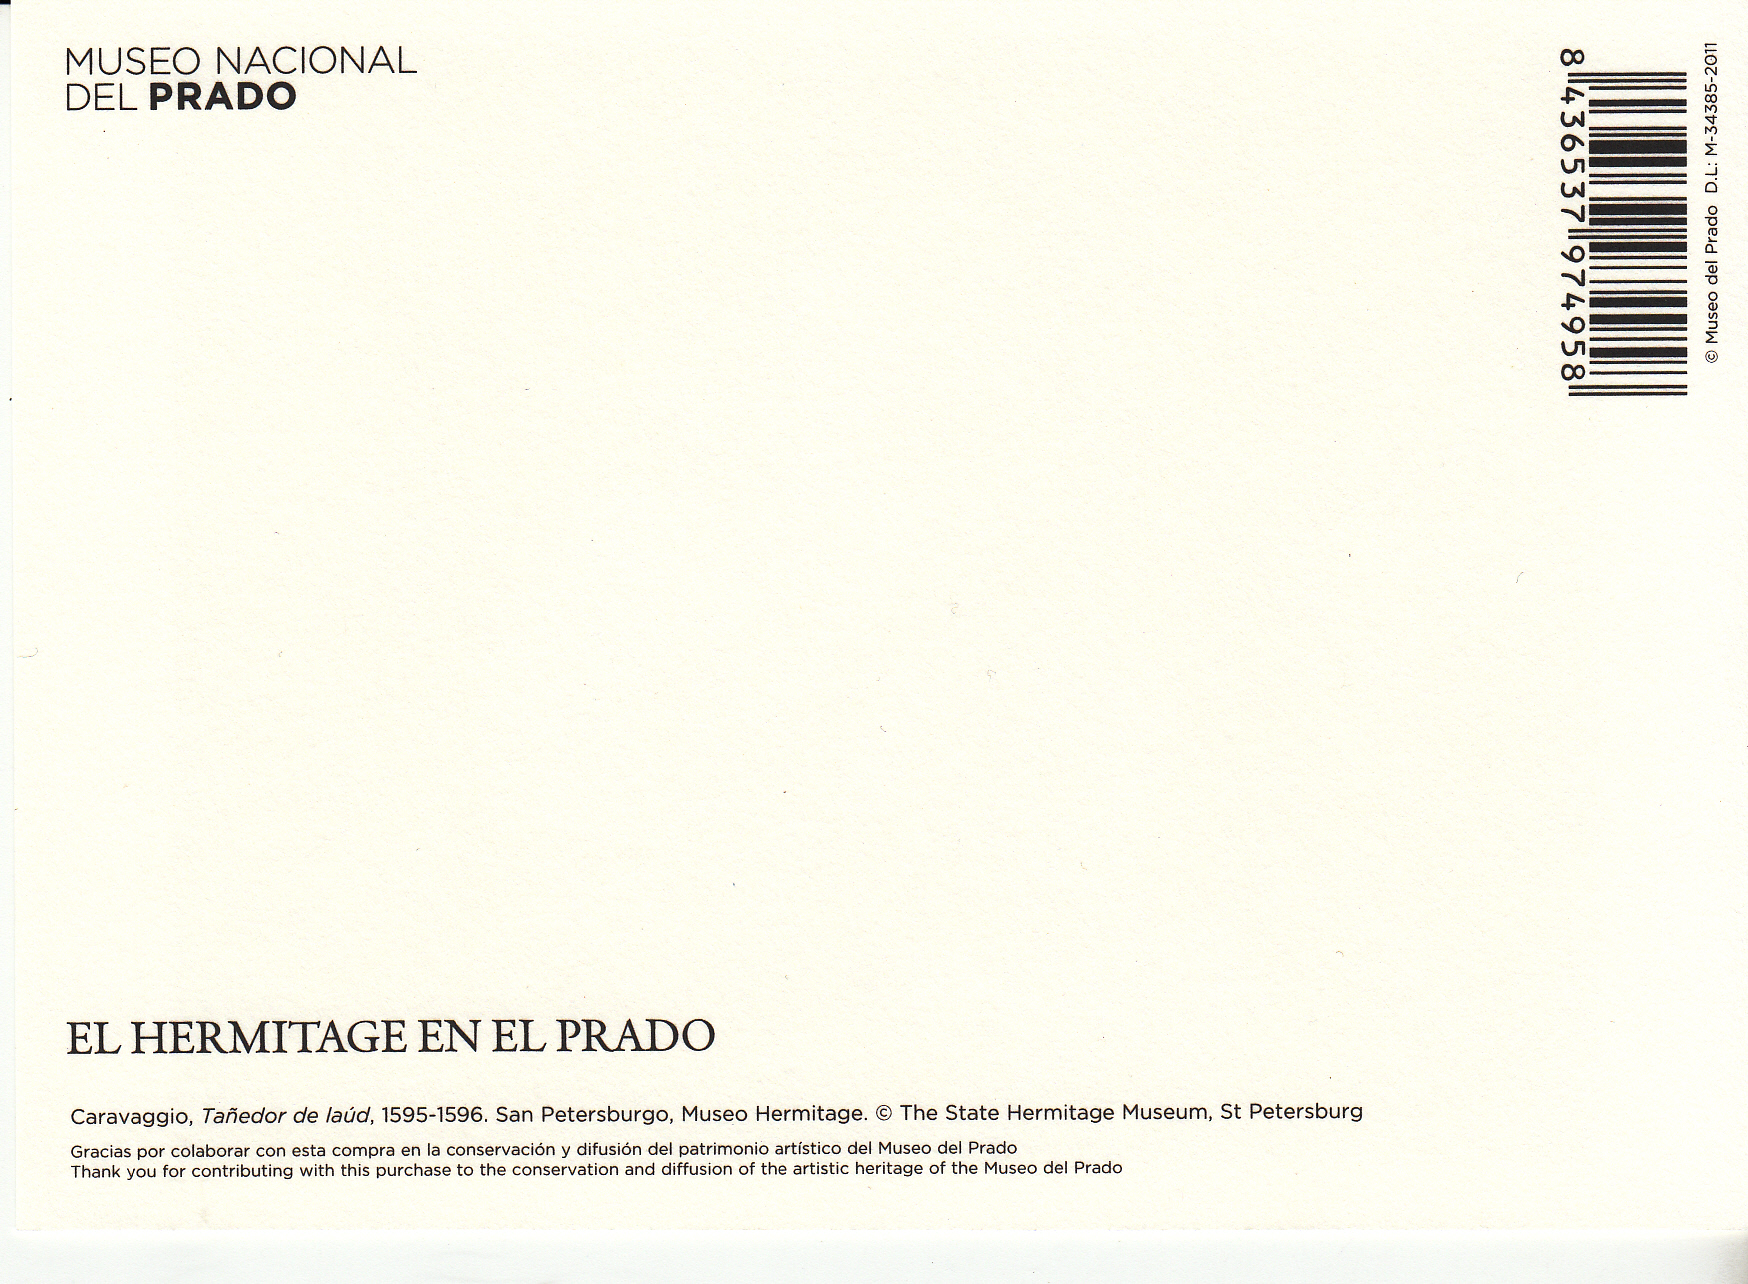 MUSEO NACIONAL
DEL PRADO
8 436537 974958
© Museo del Prado D.L: M-34385-2011
EL HERMITAGE EN EL PRADO
Caravaggio, Tañedor de laúd, 1595-1596. San Petersburgo, Museo Hermitage. © The State Hermitage Museum, St Petersburg
Gracias por colaborar con esta compra en la conservación y difusión del patrimonio artístico del Museo del Prado
Thank you for contributing with this purchase to the conservation and diffusion of the artistic heritage of the Museo del Prado